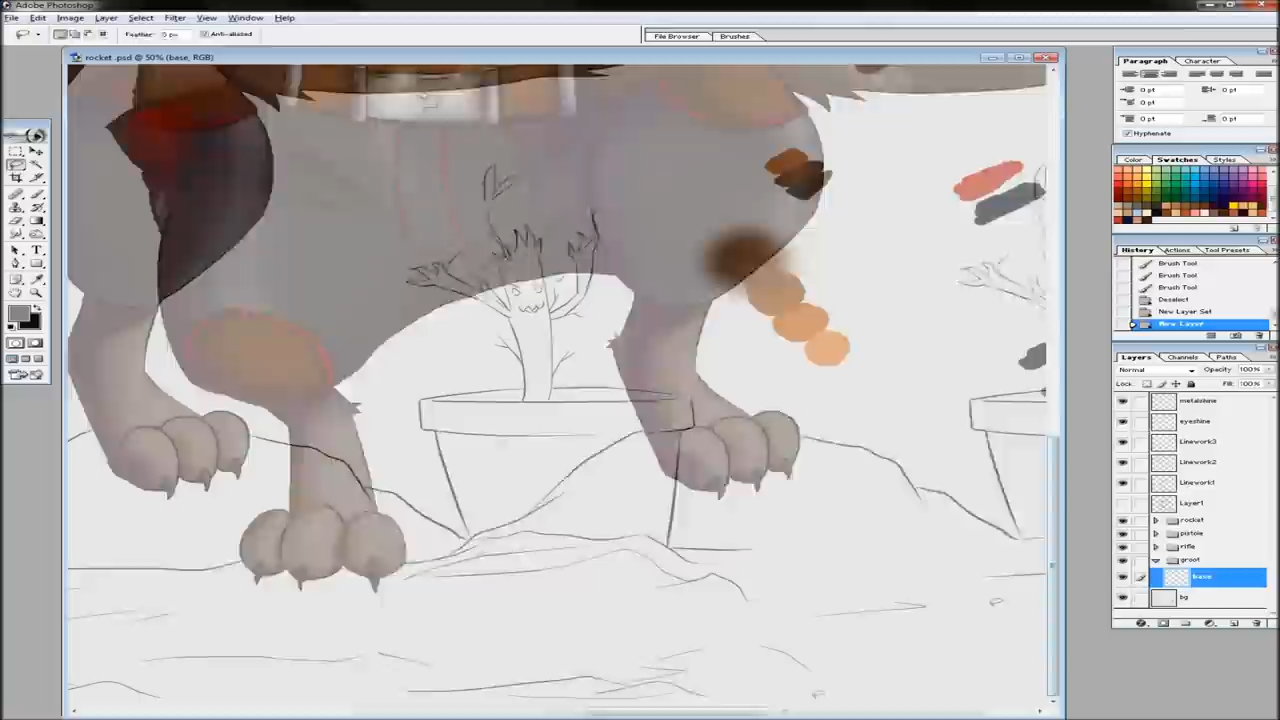 Adobe Photoshop
File Edit Image Layer Select Filter View Window Help
Feather: 0 px Anti-aliased
File Browser Brushes
rocket .psd @ 50% (base, RGB)
Paragraph Character
0 pt 0 pt
0 pt
0 pt 0 pt
Hyphenate
Color Swatches Styles
History Actions Tool Presets
Brush Tool
Brush Tool
Brush Tool
Deselect
New Layer Set
New Layer
Layers Channels Paths
Normal Opacity: 100%
Lock: Fill: 100%
metalshine
eyeshine
Linework3
Linework2
Linework1
Layer1
rocket
pistole
rifle
groot
base
bg